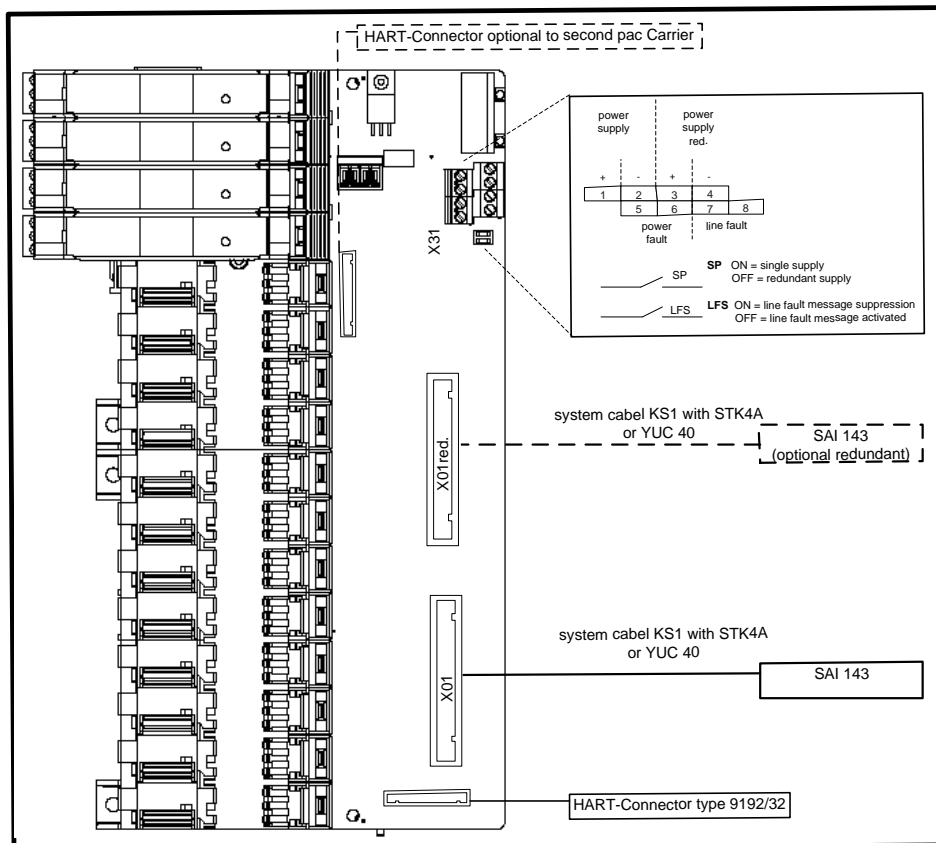 HART-Connector optional to second pac Carrier
power supply
power supply red.
+ - + -
1 2 3 4
5 6 7 8
power fault
line fault
SP
SP ON = single supply
OFF = redundant supply
LFS
LFS ON = line fault message suppression
OFF = line fault message activated
X31
system cabel KS1 with STK4A
or YUC 40
SAI 143
(optional redundant)
X01red.
system cabel KS1 with STK4A
or YUC 40
SAI 143
X01
HART-Connector type 9192/32